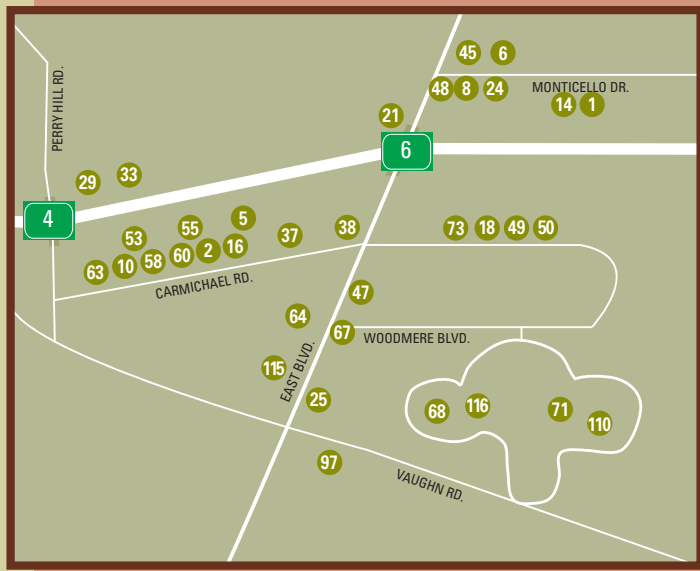 45 6
PERRY HILL RD.
48 8 24 MONTICELLO DR.
14 1
21
6
29 33
4
5
53 55 37 38 73 18 49 50
63 10 58 60 2 16
CARMICHAEL RD.
47
64
67 WOODMERE BLVD.
115
EAST BLVD.
25
68 116 71 110
97
VAUGHN RD.